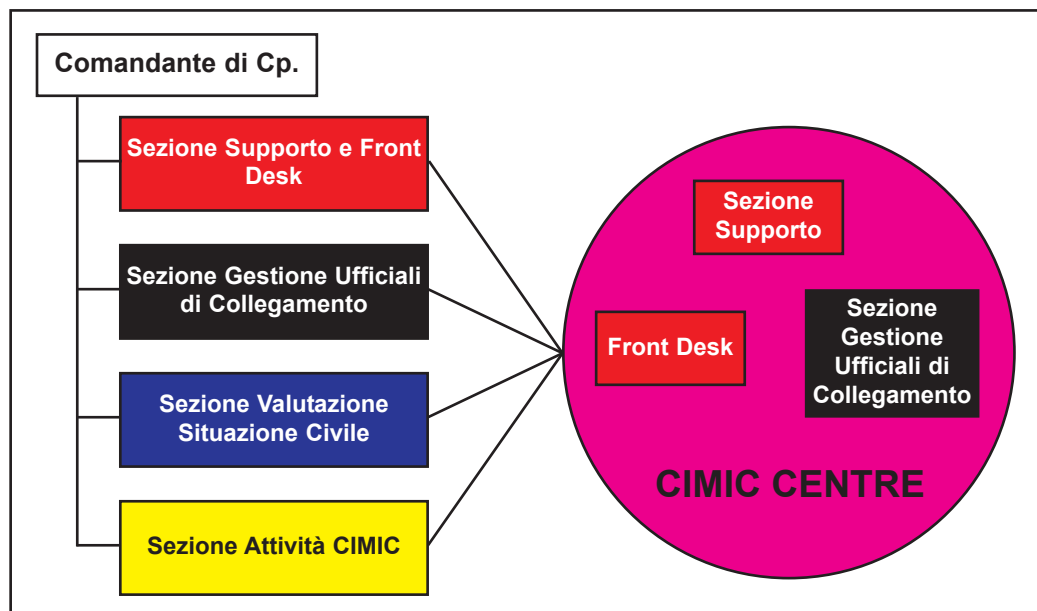 Comandante di Cp.
Sezione Supporto e Front
Desk
Sezione Gestione Ufficiali
di Collegamento
Sezione Valutazione
Situazione Civile
Sezione Attività CIMIC
Sezione
Supporto
Front Desk
Sezione
Gestione
Ufficiali di
Collegamento
CIMIC CENTRE